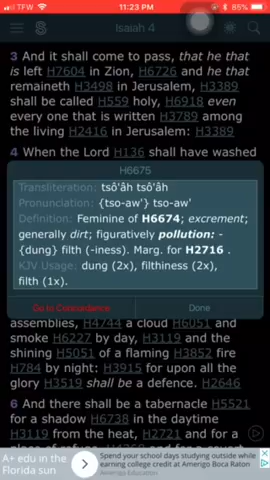 TFW
11:23 PM
85%
Isaiah 4
3 And it shall come to pass, that he that
is left H7604 in Zion, H6726 and he that
remaineth H3498 in Jerusalem, H3389
shall be called H559 holy, H6918 even
every one that is written H3789 among
the living H2416 in Jerusalem: H3389
4 When the Lord H136 shall have washed
H6675
Transliteration: tsô'âh tsô'âh
Pronunciation: {tso-aw'} tso-aw'
Definition: Feminine of H6674; excrement;
generally dirt; figuratively pollution: -
{dung} filth (-iness). Marg. for H2716 .
KJV Usage: dung (2x), filthiness (2x),
filth (1x).
Go to Concordance
Done
assemblies, H4744 a cloud H6051 and
smoke H6227 by day, H3119 and the
shining H5051 of a flaming H3852 fire
H784 by night: H3915 for upon all the
glory H3519 shall be a defence. H2646
6 And there shall be a tabernacle H5521
for a shadow H6738 in the daytime
H3119 from the heat, H2721 and for a
A+ edu in the
Florida sun
Spend your school days studying outside while
earning college credit at Amerigo Boca Raton
Amerigo Education